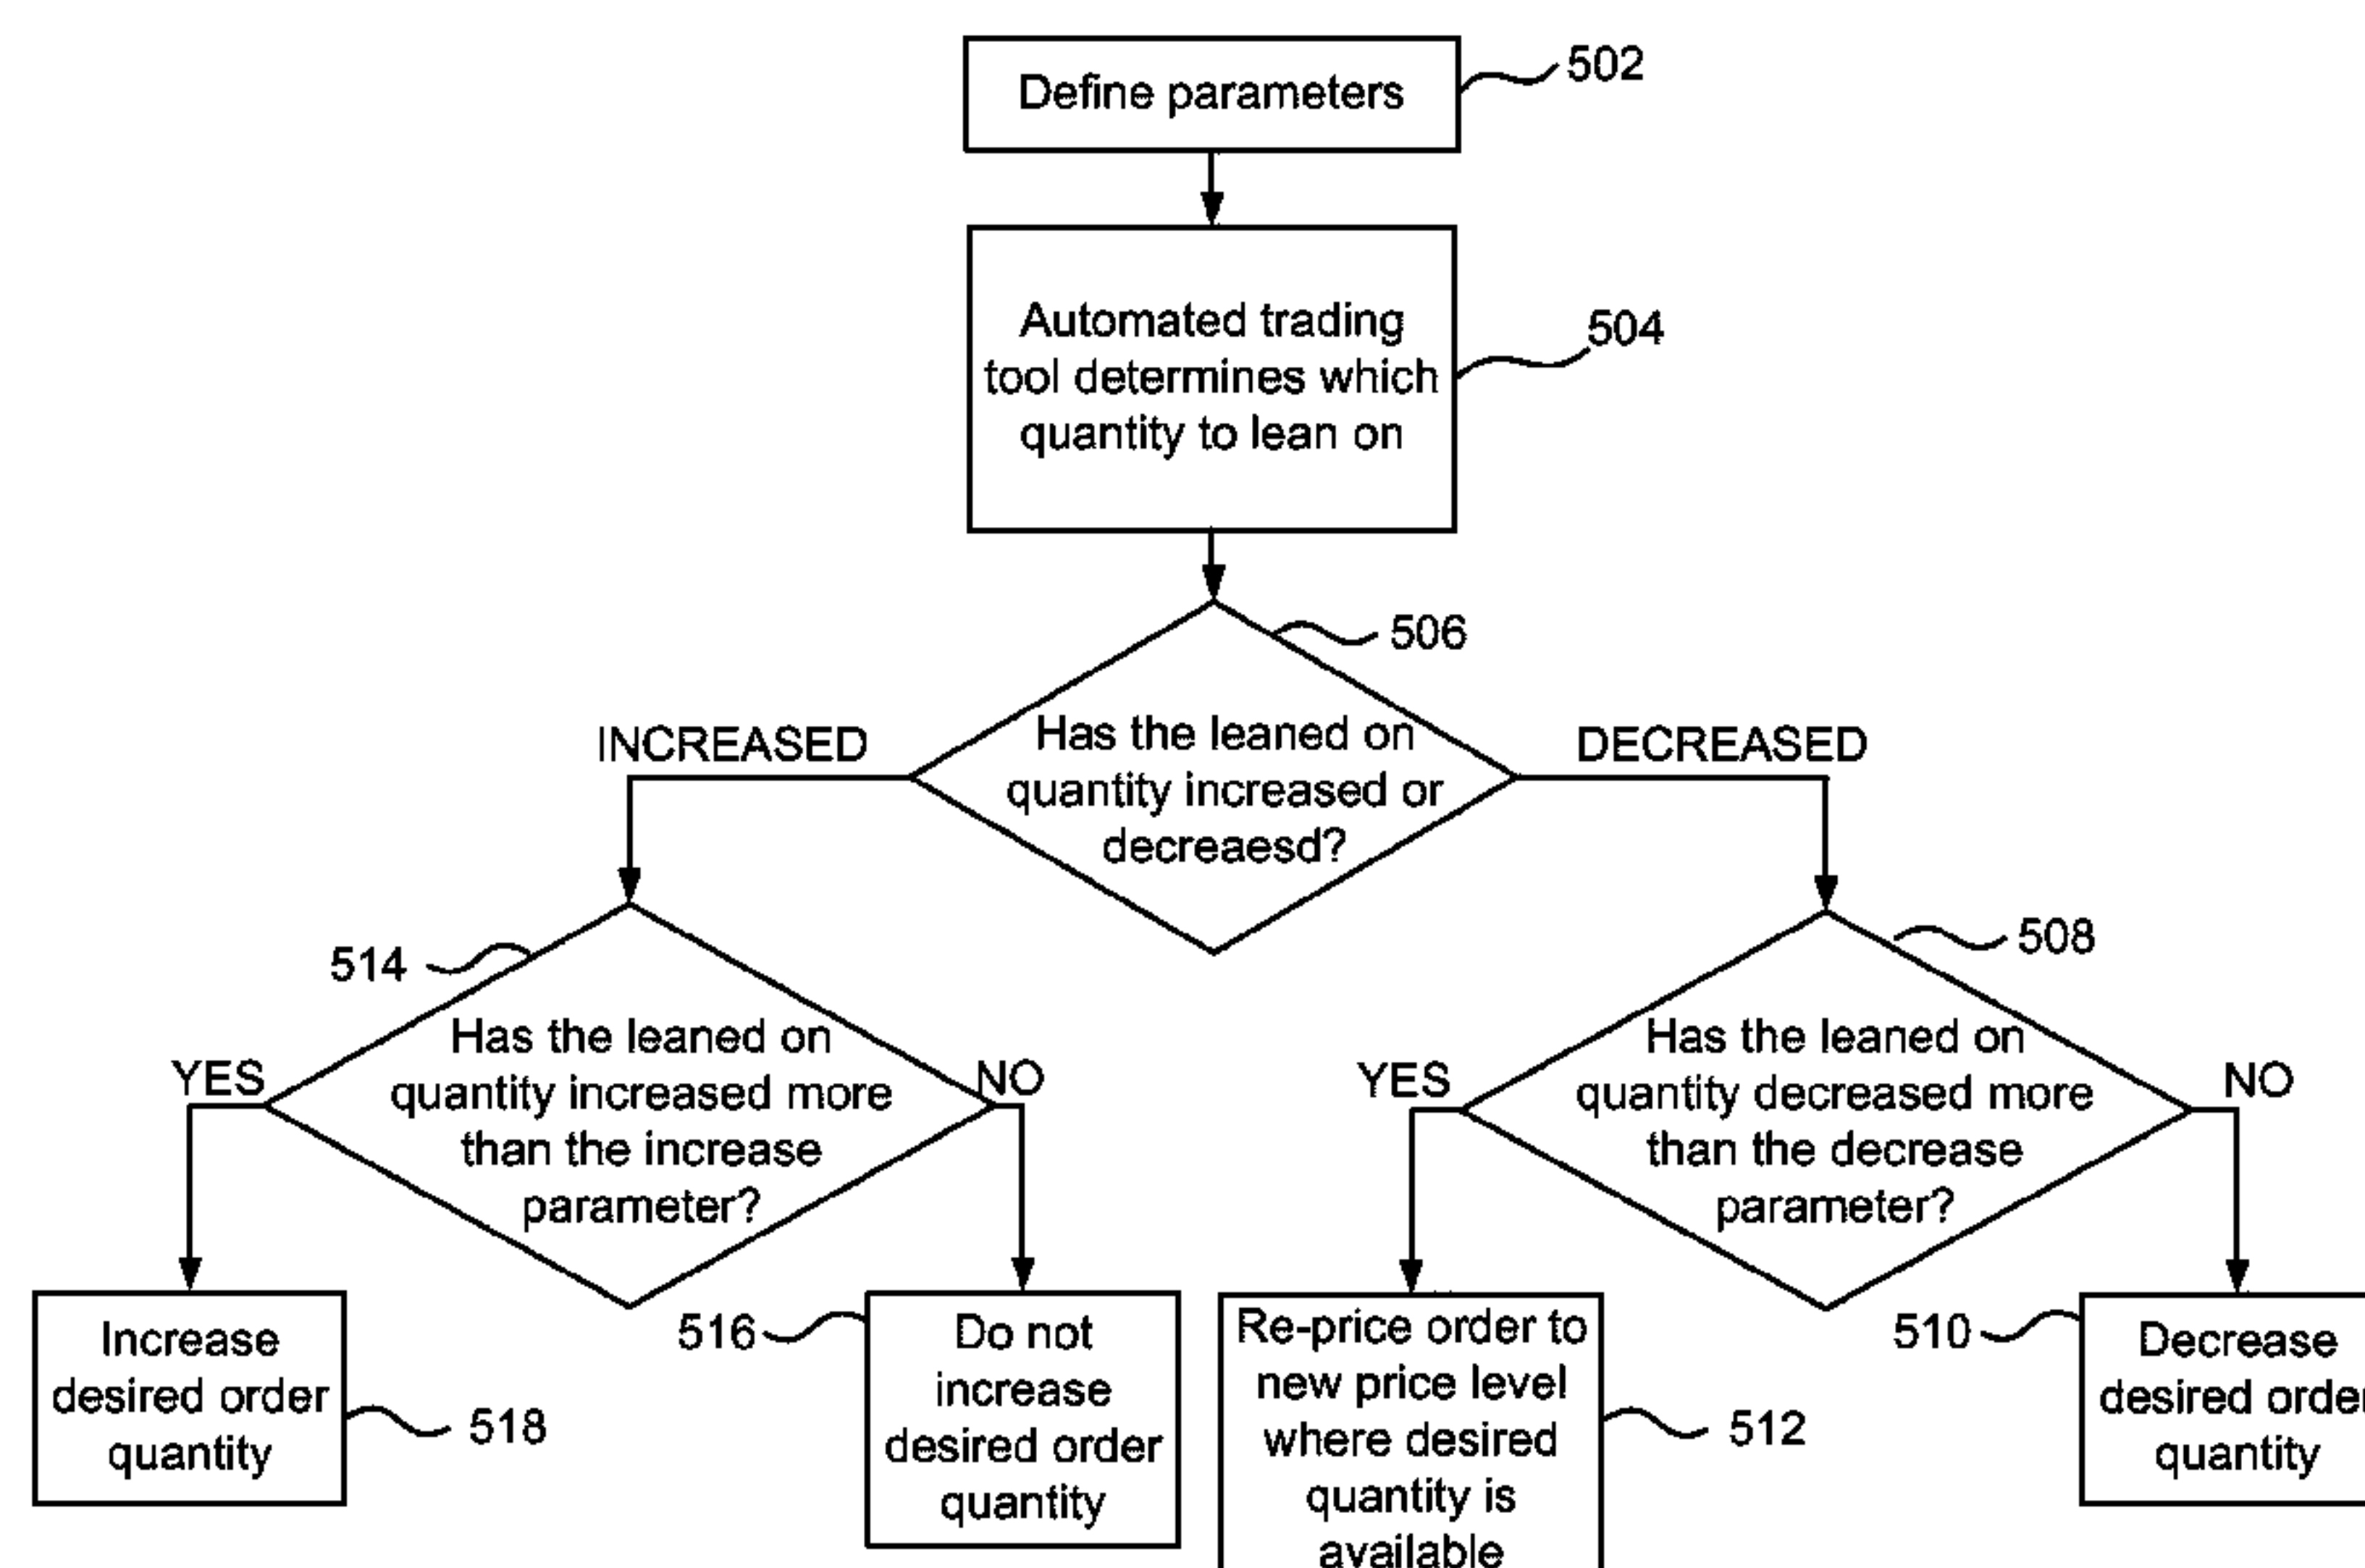 Define parameters
502
Automated trading
tool determines which
quantity to lean on
504
506
Has the leaned on
quantity increased or
decreaesd?
INCREASED
DECREASED
514
Has the leaned on
quantity increased more
than the increase
parameter?
YES
NO
508
Has the leaned on
quantity decreased more
than the decrease
parameter?
YES
NO
Increase
desired order
quantity
518
516
Do not
increase
desired order
quantity
Re-price order to
new price level
where desired
quantity is
available
512
510
Decrease
desired order
quantity